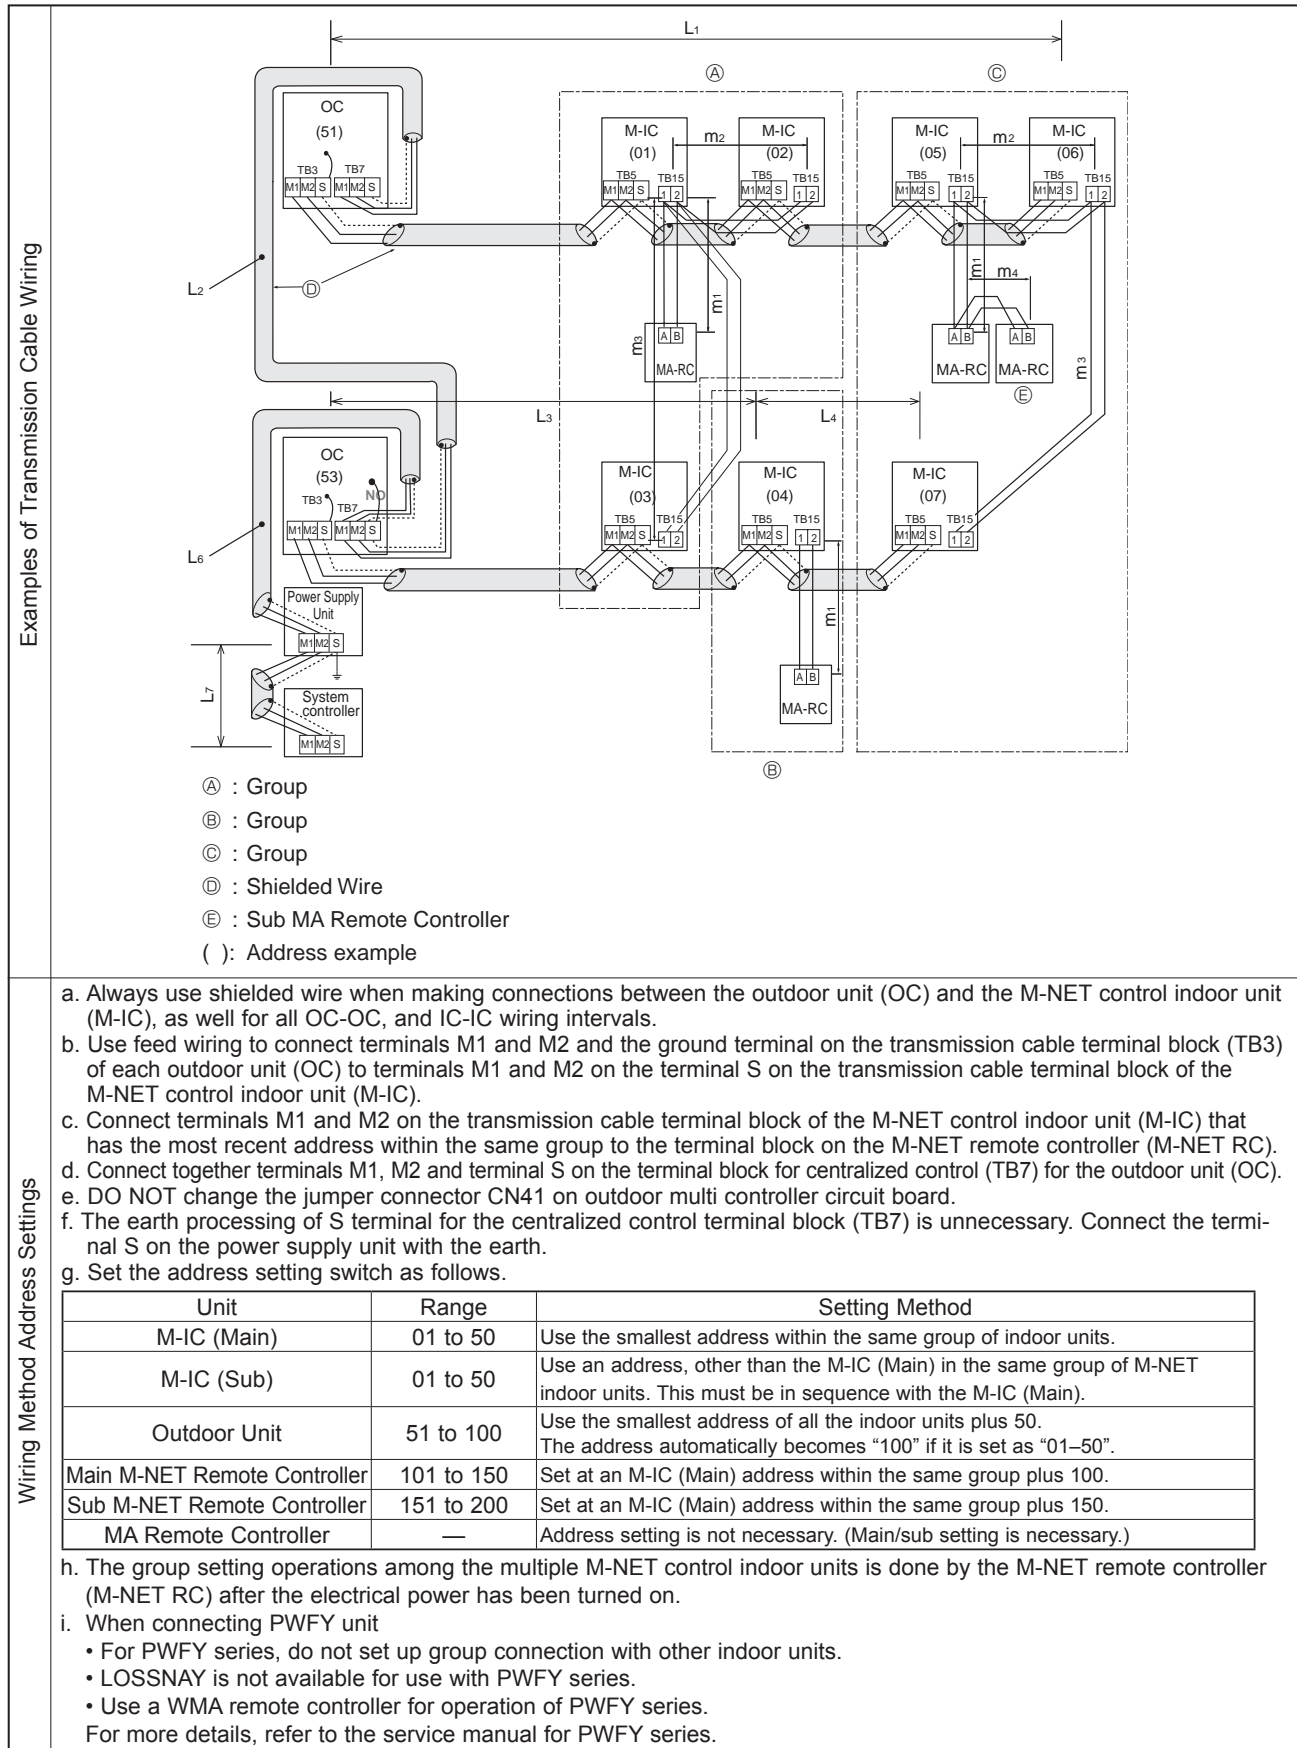 Examples of Transmission Cable Wiring
L1
Ⓐ
Ⓒ
OC
(51)
TB3 TB7
M1 M2 S M1 M2 S
M-IC
(01)
TB5 TB15
M1 M2 S 1 2
m2
M-IC
(02)
TB5 TB15
M1 M2 S 1 2
M-IC
(05)
TB5 TB15
M1 M2 S 1 2
m2
M-IC
(06)
TB5 TB15
M1 M2 S 1 2
L2
Ⓓ
m3
m1
A B
MA-RC
m1
m4
A B
MA-RC
A B
MA-RC
Ⓔ
m3
L3
L4
OC
(53)
NO
TB3 TB7
M1 M2 S M1 M2 S
M-IC
(03)
TB5 TB15
M1 M2 S 1 2
M-IC
(04)
TB5 TB15
M1 M2 S 1 2
M-IC
(07)
TB5 TB15
M1 M2 S 1 2
L6
Power Supply
Unit
M1 M2 S
m1
L7
System
controller
M1 M2 S
A B
MA-RC
Ⓑ
Ⓐ : Group
Ⓑ : Group
Ⓒ : Group
Ⓓ : Shielded Wire
Ⓔ : Sub MA Remote Controller
( ): Address example
Wiring Method Address Settings
a. Always use shielded wire when making connections between the outdoor unit (OC) and the M-NET control indoor unit
(M-IC), as well for all OC-OC, and IC-IC wiring intervals.
b. Use feed wiring to connect terminals M1 and M2 and the ground terminal on the transmission cable terminal block (TB3)
of each outdoor unit (OC) to terminals M1 and M2 on the terminal S on the transmission cable terminal block of the
M-NET control indoor unit (M-IC).
c. Connect terminals M1 and M2 on the transmission cable terminal block of the M-NET control indoor unit (M-IC) that
has the most recent address within the same group to the terminal block on the M-NET remote controller (M-NET RC).
d. Connect together terminals M1, M2 and terminal S on the terminal block for centralized control (TB7) for the outdoor unit (OC).
e. DO NOT change the jumper connector CN41 on outdoor multi controller circuit board.
f. The earth processing of S terminal for the centralized control terminal block (TB7) is unnecessary. Connect the termi-
nal S on the power supply unit with the earth.
g. Set the address setting switch as follows.
Unit Range Setting Method
M-IC (Main) 01 to 50 Use the smallest address within the same group of indoor units.
M-IC (Sub) 01 to 50 Use an address, other than the M-IC (Main) in the same group of M-NET
indoor units. This must be in sequence with the M-IC (Main).
Outdoor Unit 51 to 100 Use the smallest address of all the indoor units plus 50.
The address automatically becomes “100” if it is set as “01–50”.
Main M-NET Remote Controller 101 to 150 Set at an M-IC (Main) address within the same group plus 100.
Sub M-NET Remote Controller 151 to 200 Set at an M-IC (Main) address within the same group plus 150.
MA Remote Controller — Address setting is not necessary. (Main/sub setting is necessary.)
h. The group setting operations among the multiple M-NET control indoor units is done by the M-NET remote controller
(M-NET RC) after the electrical power has been turned on.
i. When connecting PWFY unit
• For PWFY series, do not set up group connection with other indoor units.
• LOSSNAY is not available for use with PWFY series.
• Use a WMA remote controller for operation of PWFY series.
For more details, refer to the service manual for PWFY series.